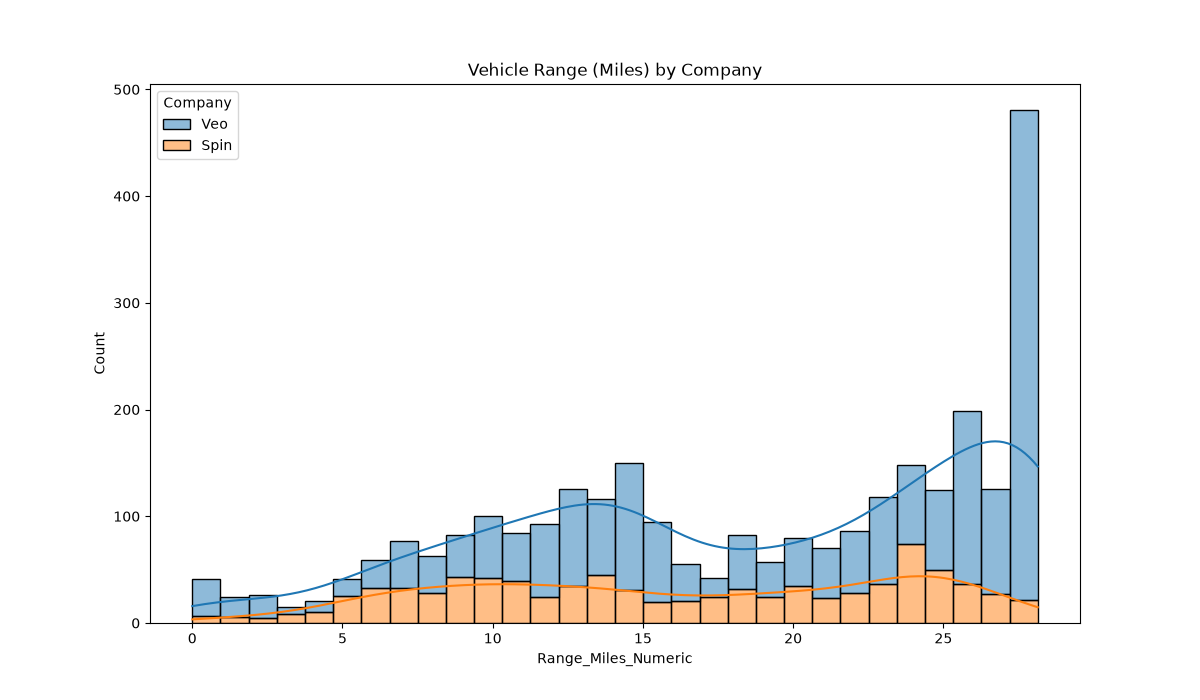 Vehicle Range (Miles) by Company
Company
Veo
Spin
500
400
300
200
100
0
Count
0 5 10 15 20 25
Range_Miles_Numeric